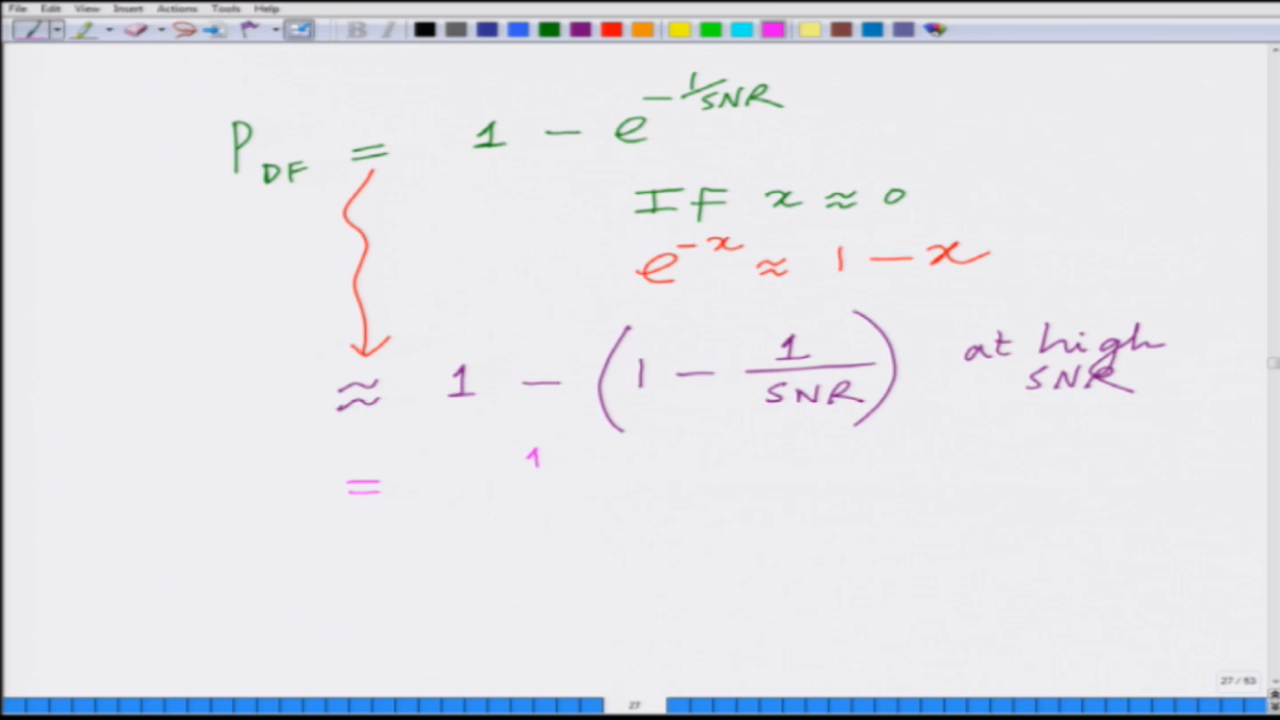 File Edit View Insert Actions Tools Help
P_DF = 1 - e^{-1/SNR}
If x ≈ 0
e^{-x} ≈ 1 - x
≈ 1 - (1 - 1/SNR) at high SNR
= 1
27 / 53
27